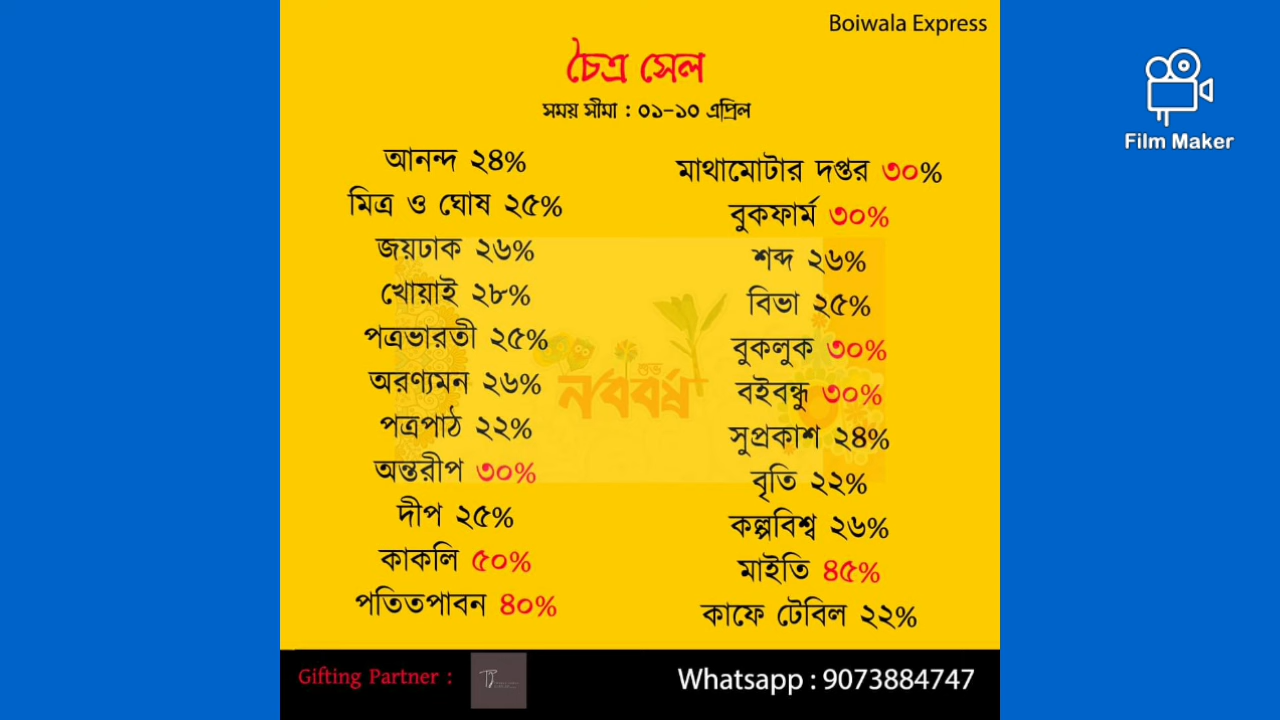 Boiwala Express
চৈত্র সেল
সময় সীমা : ০১-১০ এপ্রিল
আনন্দ ২৪%
মিত্র ও ঘোষ ২৫%
জয়ঢাক ২৬%
খোয়াই ২৮%
পত্রভারতী ২৫%
অরণ্যমন ২৬%
পত্রপাঠ ২২%
অন্তরীপ ৩০%
দীপ ২৫%
কাকলি ৫০%
পতিতপাবন ৪০%
মাথামোটার দপ্তর ৩০%
বুকফার্ম ৩০%
শব্দ ২৬%
বিভা ২৫%
বুকলুক ৩০%
বইবন্ধু ৩০%
সুপ্রকাশ ২৪%
বৃতি ২২%
কল্পবিশ্ব ২৬%
মাইতি ৪৫%
কাফে টেবিল ২২%
শুভ
নববর্ষ
Gifting Partner :
Whatsapp : 9073884747
Film Maker